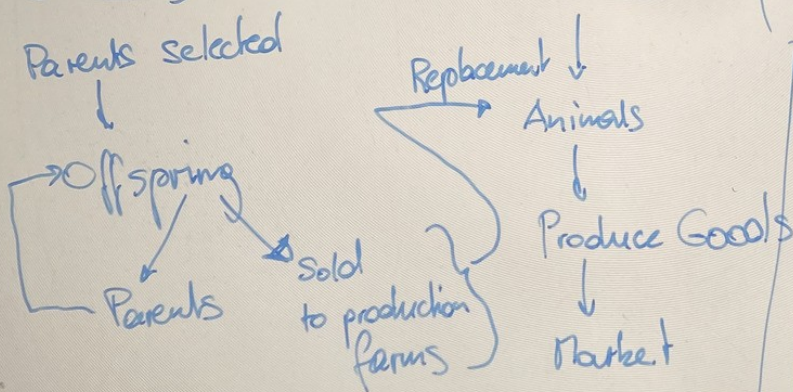 Parents selected
Offspring
Parents
Sold
to production
farms
Replacement
Animals
Produce Goods
Market